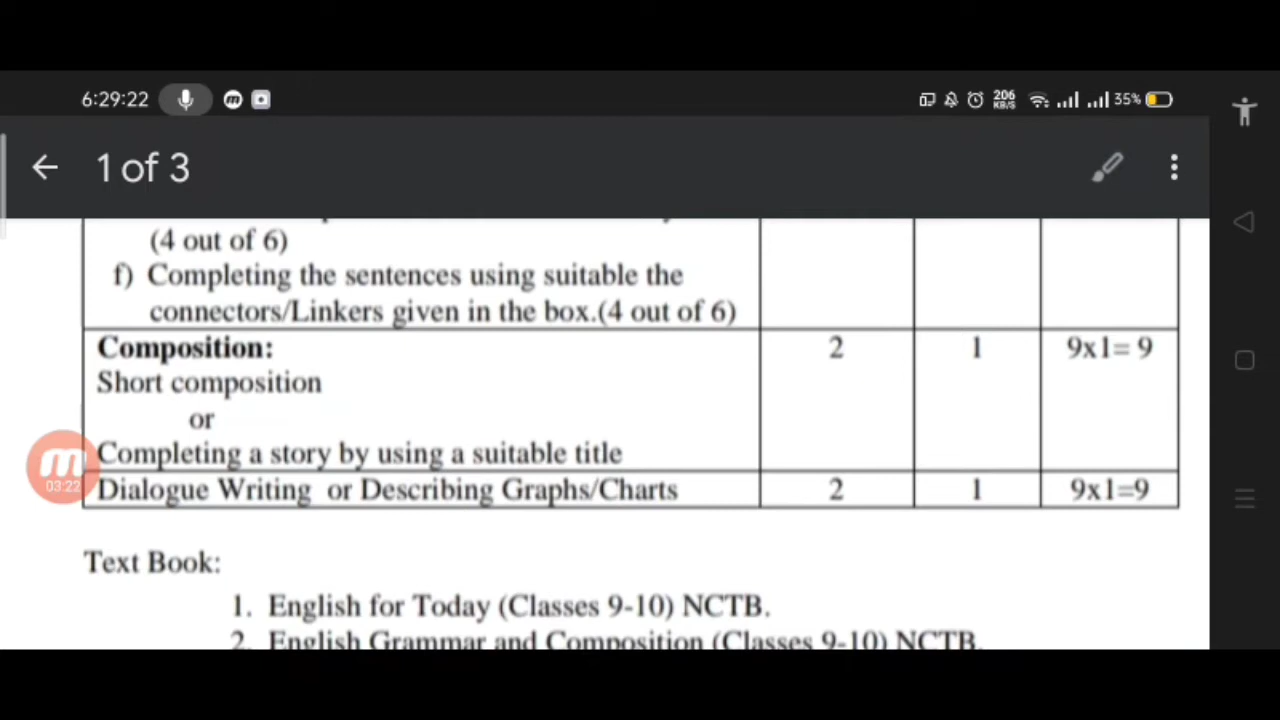 6:29:22
206
KB/S
35%
1 of 3
(4 out of 6)
f) Completing the sentences using suitable the
connectors/Linkers given in the box.(4 out of 6)
Composition: 2 1 9x1= 9
Short composition
or
Completing a story by using a suitable title
03:22
Dialogue Writing or Describing Graphs/Charts 2 1 9x1=9
Text Book:
1. English for Today (Classes 9-10) NCTB.
2. English Grammar and Composition (Classes 9-10) NCTB.